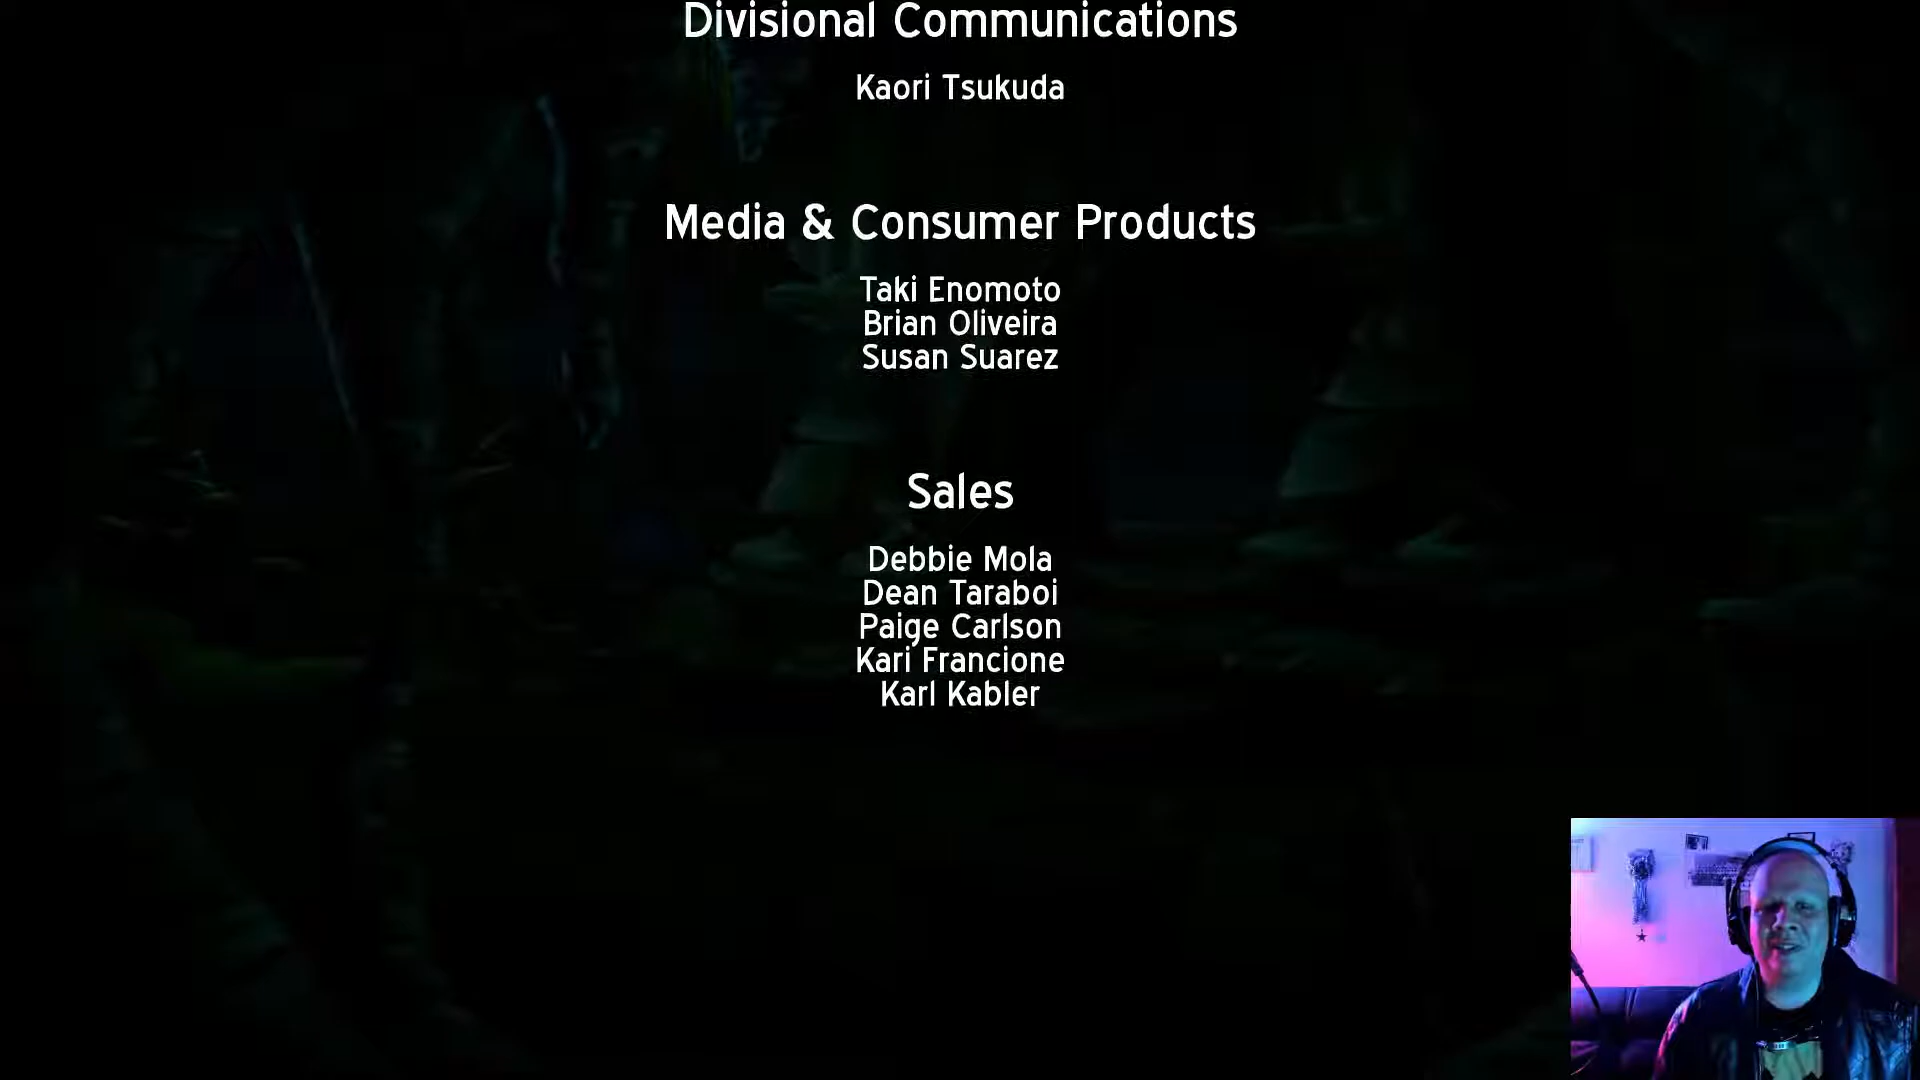 Divisional Communications
Kaori Tsukuda
Media & Consumer Products
Taki Enomoto
Brian Oliveira
Susan Suarez
Sales
Debbie Mola
Dean Taraboi
Paige Carlson
Kari Francione
Karl Kabler